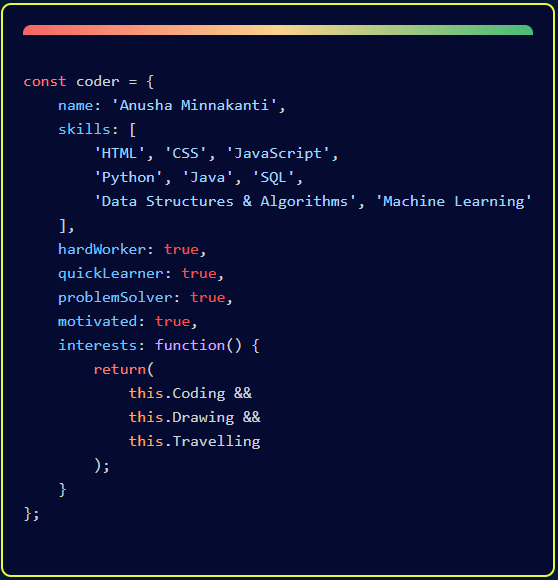 const coder = {
    name: 'Anusha Minnakanti',
    skills: [
        'HTML', 'CSS', 'JavaScript',
        'Python', 'Java', 'SQL',
        'Data Structures & Algorithms', 'Machine Learning'
    ],
    hardWorker: true,
    quickLearner: true,
    problemSolver: true,
    motivated: true,
    interests: function() {
        return(
            this.Coding &&
            this.Drawing &&
            this.Travelling
        );
    }
};